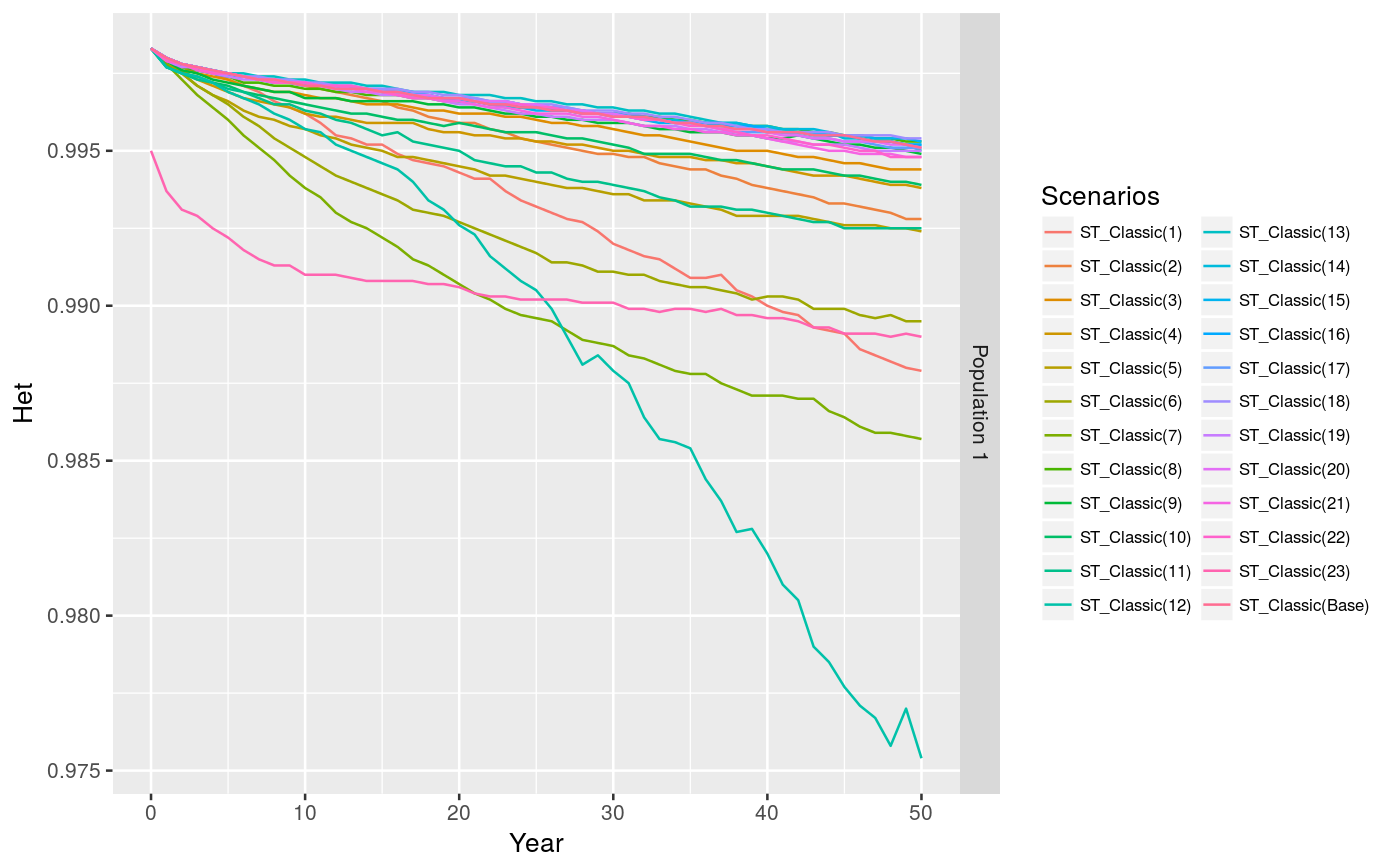 0.995
0.990
0.985
0.980
0.975
Het
0
10
20
30
40
50
Year
Population 1
Scenarios
ST_Classic(1)
ST_Classic(2)
ST_Classic(3)
ST_Classic(4)
ST_Classic(5)
ST_Classic(6)
ST_Classic(7)
ST_Classic(8)
ST_Classic(9)
ST_Classic(10)
ST_Classic(11)
ST_Classic(12)
ST_Classic(13)
ST_Classic(14)
ST_Classic(15)
ST_Classic(16)
ST_Classic(17)
ST_Classic(18)
ST_Classic(19)
ST_Classic(20)
ST_Classic(21)
ST_Classic(22)
ST_Classic(23)
ST_Classic(Base)